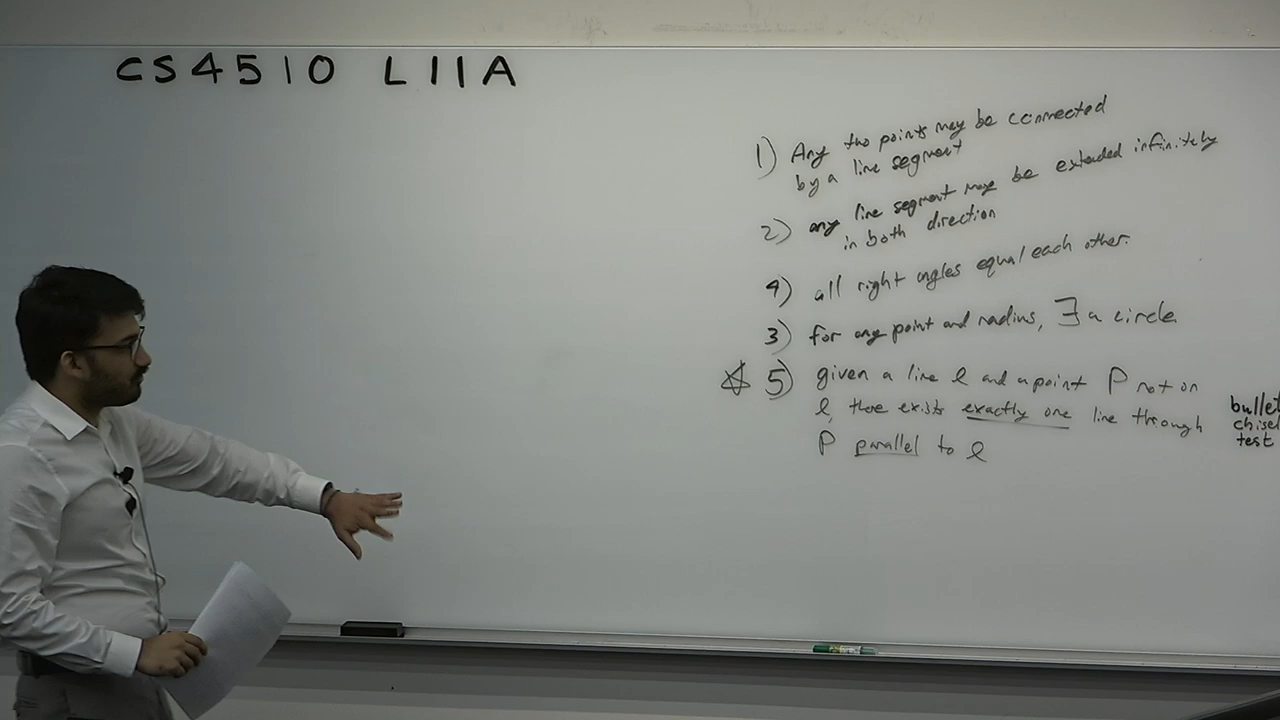 CS4510 L11A
1) Any two points may be connected
by a line segment
2) any line segment may be extended infinitely
in both direction
4) all right angles equal each other.
3) for any point and radius, ∃ a circle
☆ 5) given a line l and a point P not on
l, there exists exactly one line through
P parallel to l
bullet
chisel
test